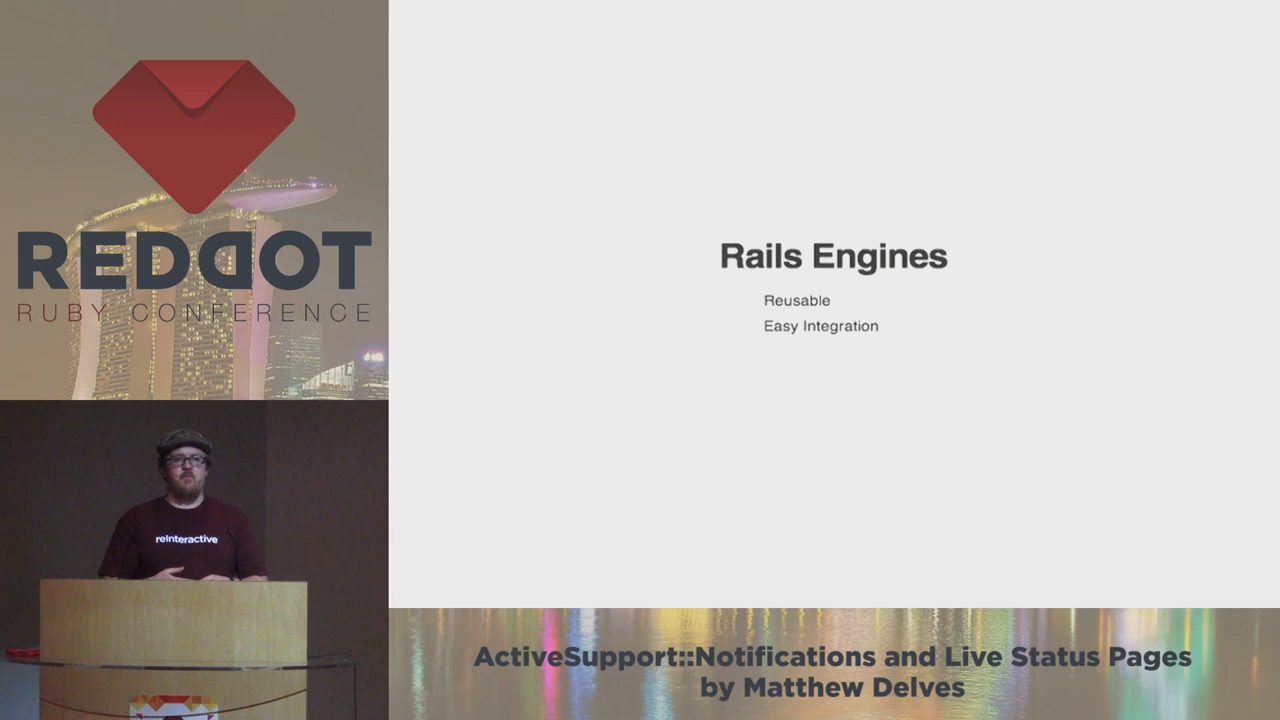 REDDOT
RUBY CONFERENCE
reInteractive
Rails Engines
Reusable
Easy Integration
ActiveSupport::Notifications and Live Status Pages
by Matthew Delves